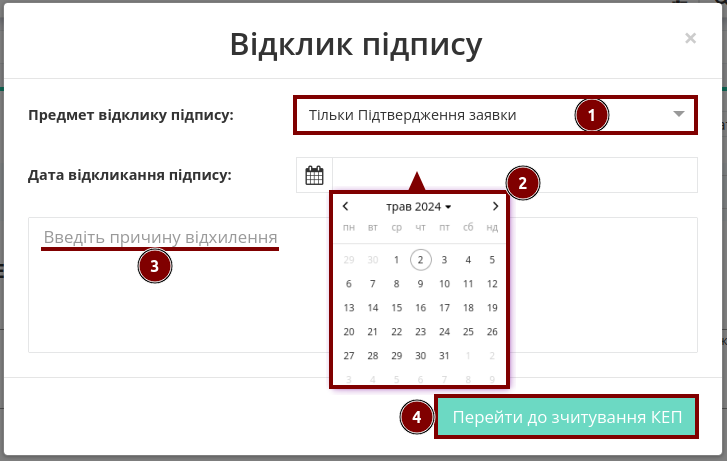 Відклик підпису
×
Предмет відклику підпису:
Тільки Підтвердження заявки
1
Дата відкликання підпису:
2
трав 2024
пн вт ср чт пт сб нд
29 30 1 2 3 4 5
6 7 8 9 10 11 12
13 14 15 16 17 18 19
20 21 22 23 24 25 26
27 28 29 30 31 1 2
3 4 5 6 7 8 9
Введіть причину відхилення
3
4
Перейти до зчитування КЕП